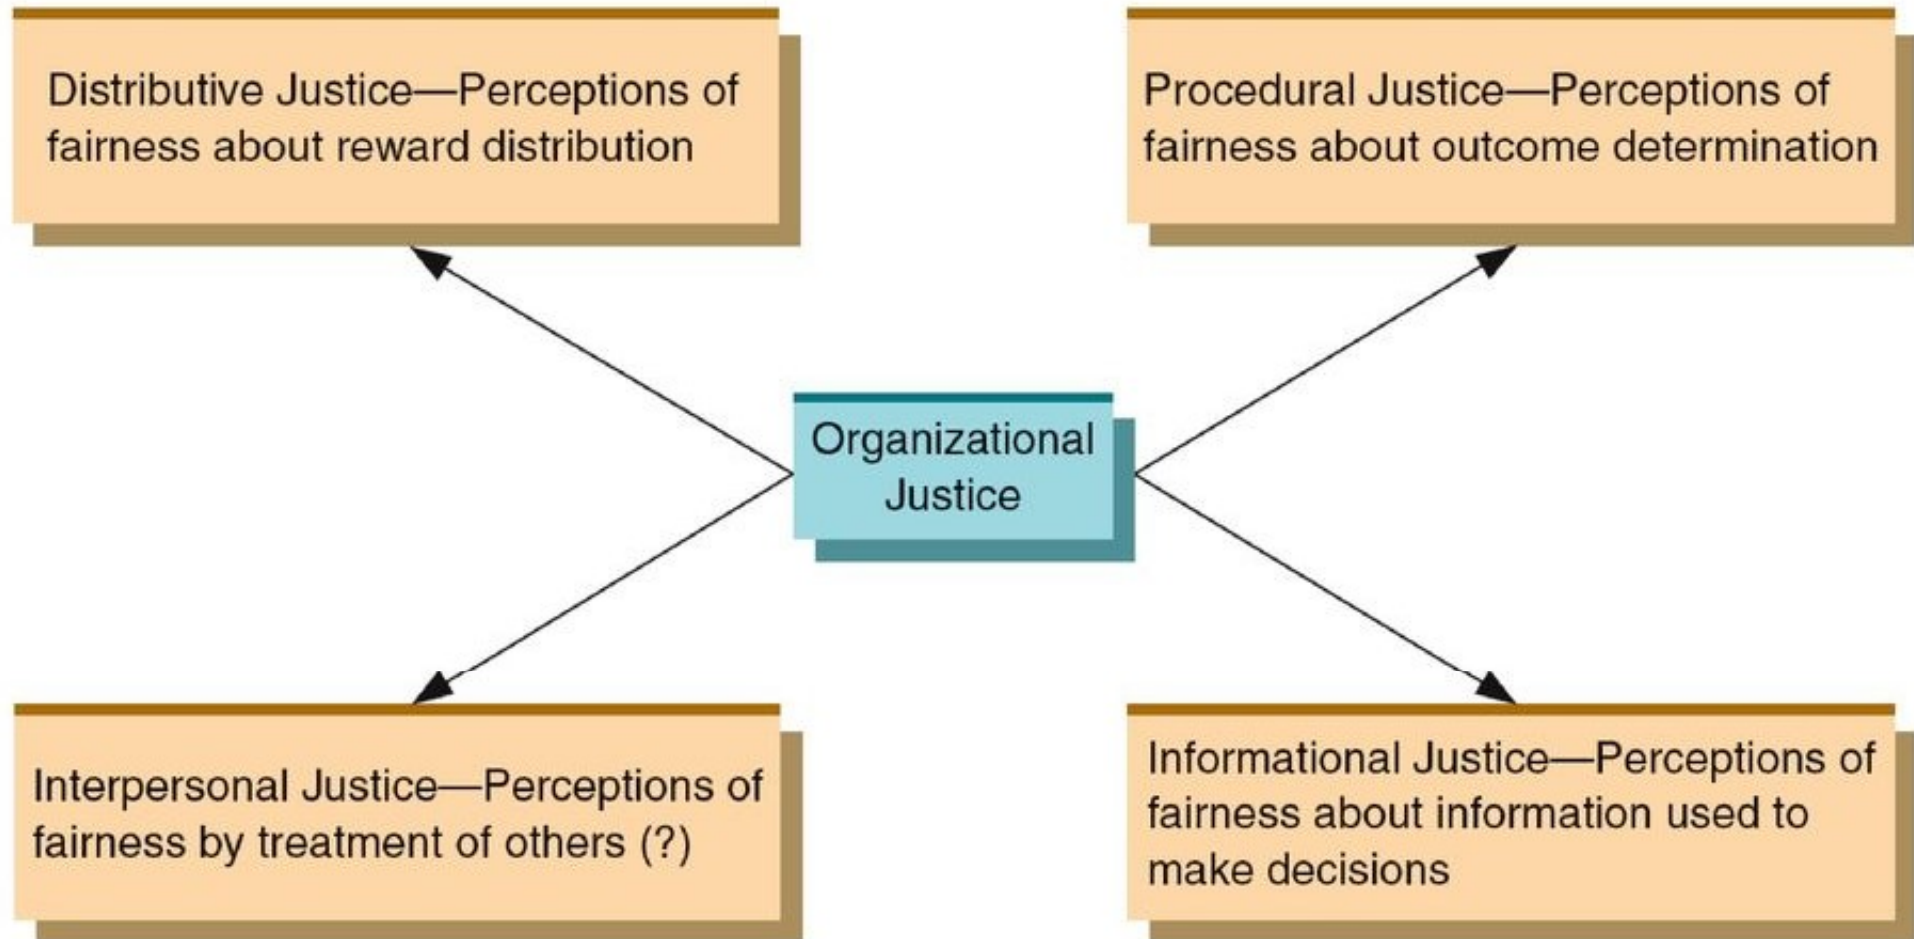 Distributive Justice—Perceptions of
fairness about reward distribution
Procedural Justice—Perceptions of
fairness about outcome determination
Organizational
Justice
Interpersonal Justice—Perceptions of
fairness by treatment of others (?)
Informational Justice—Perceptions of
fairness about information used to
make decisions